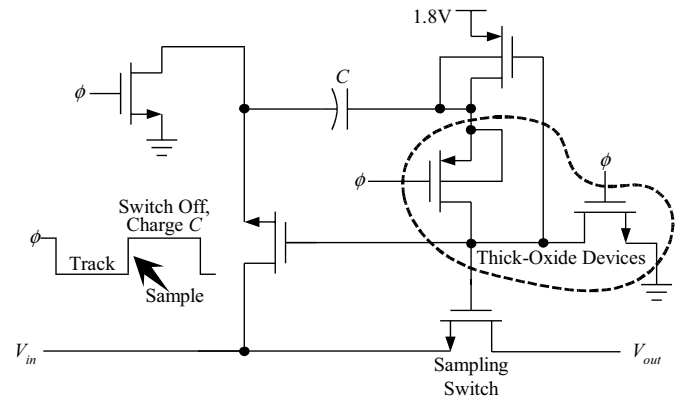 1.8V
C
ϕ
ϕ
ϕ
Switch Off,
Charge C
ϕ
Track
Sample
Thick-Oxide Devices
V_in
V_out
Sampling
Switch